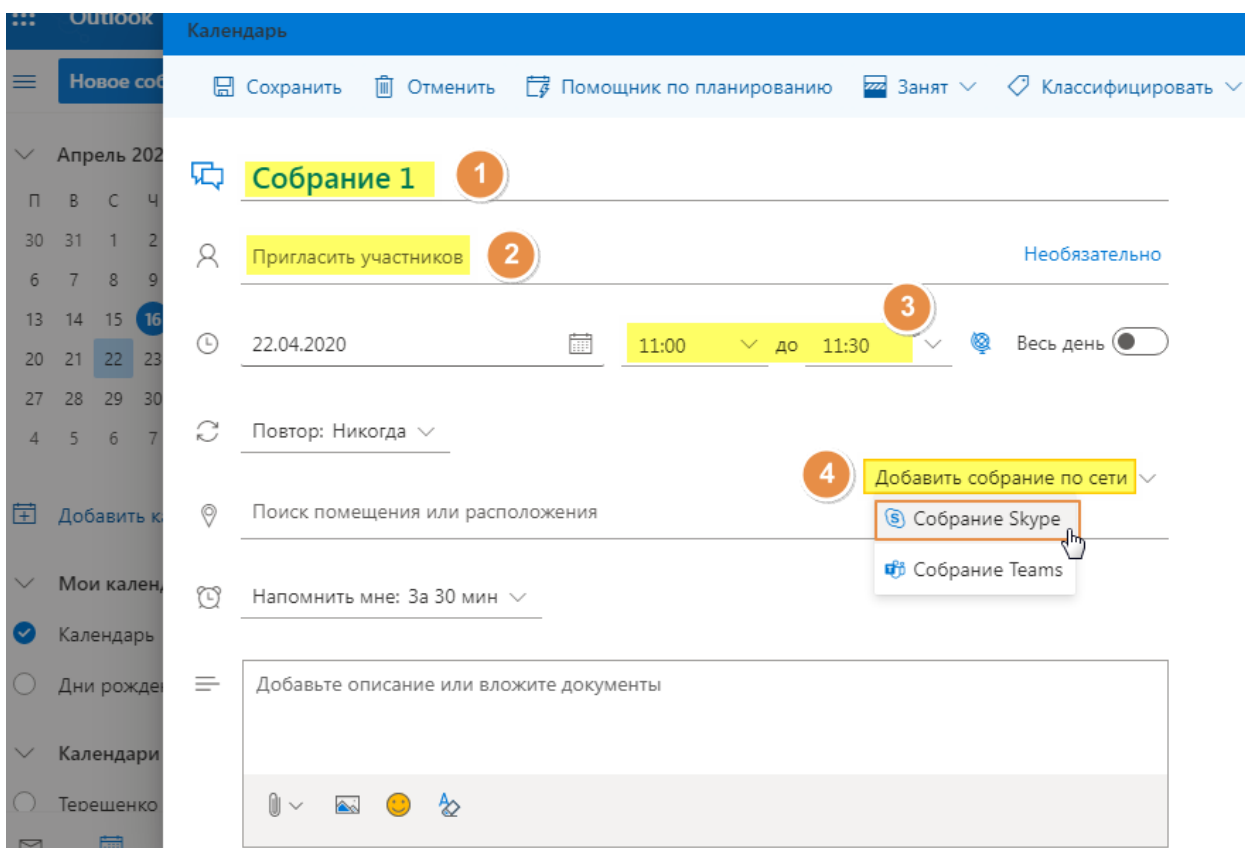 Outlook
Календарь
Новое соб
Сохранить Отменить Помощник по планированию Занят Классифицировать
Апрель 202
П В С Ч
30 31 1 2
6 7 8 9
13 14 15 16
20 21 22 23
27 28 29 30
4 5 6 7
Добавить ка
Мои календ
Календарь
Дни рожден
Календари
Терещенко
Собрание 1 1
Пригласить участников 2 Необязательно
3
22.04.2020 11:00 до 11:30 Весь день
Повтор: Никогда
4 Добавить собрание по сети
Поиск помещения или расположения
Собрание Skype
Собрание Teams
Напомнить мне: За 30 мин
Добавьте описание или вложите документы